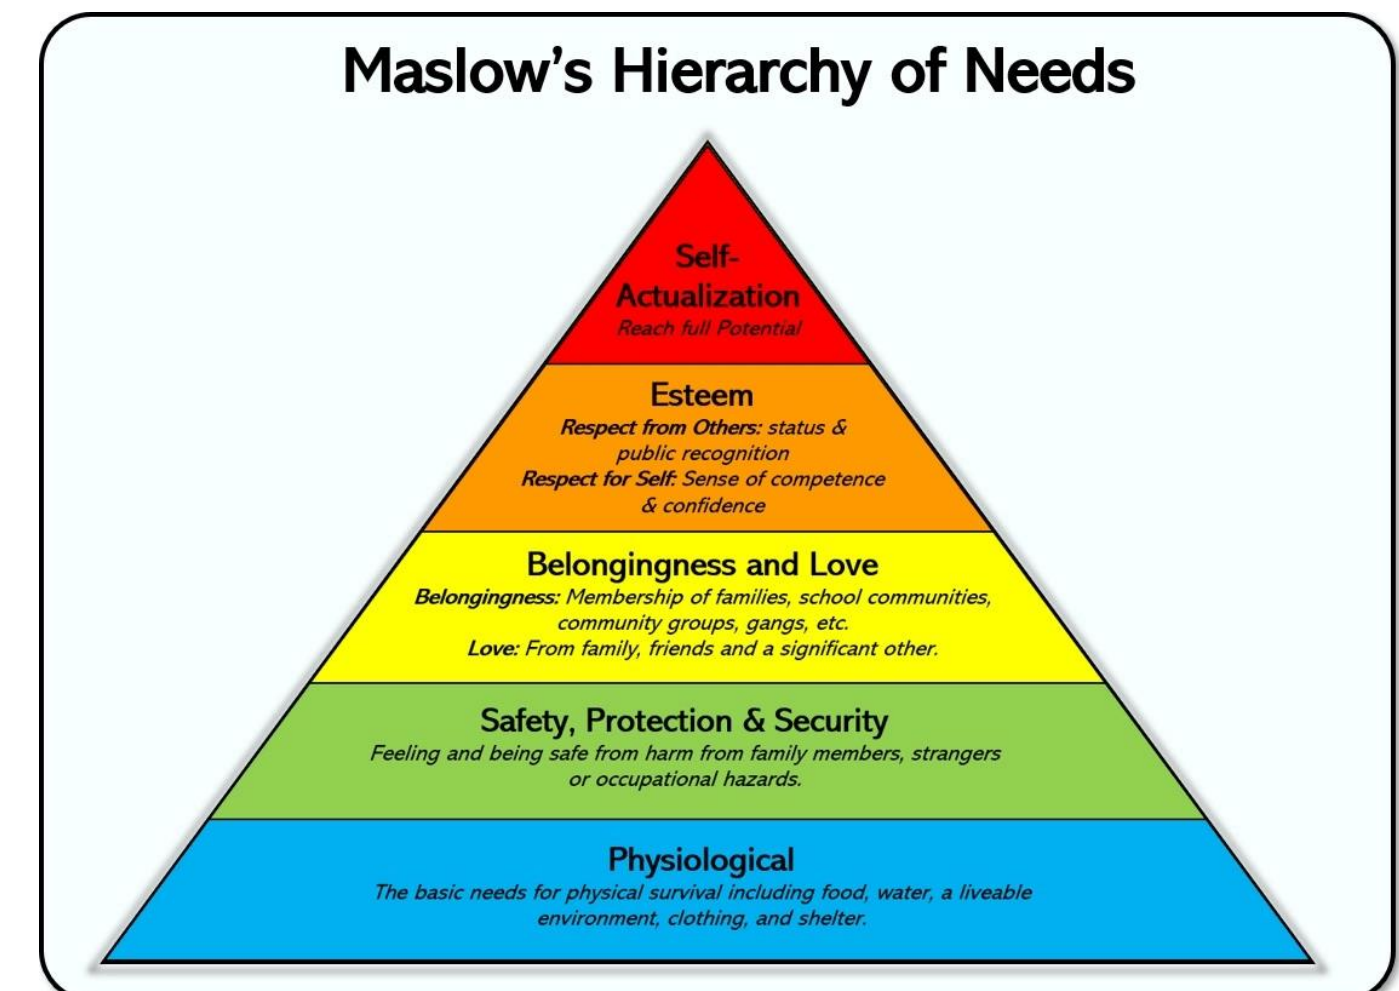 Maslow's Hierarchy of Needs
Self-
Actualization
Reach full Potential
Esteem
Respect from Others: status &
public recognition
Respect for Self: Sense of competence
& confidence
Belongingness and Love
Belongingness: Membership of families, school communities,
community groups, gangs, etc.
Love: From family, friends and a significant other.
Safety, Protection & Security
Feeling and being safe from harm from family members, strangers
or occupational hazards.
Physiological
The basic needs for physical survival including food, water, a liveable
environment, clothing, and shelter.